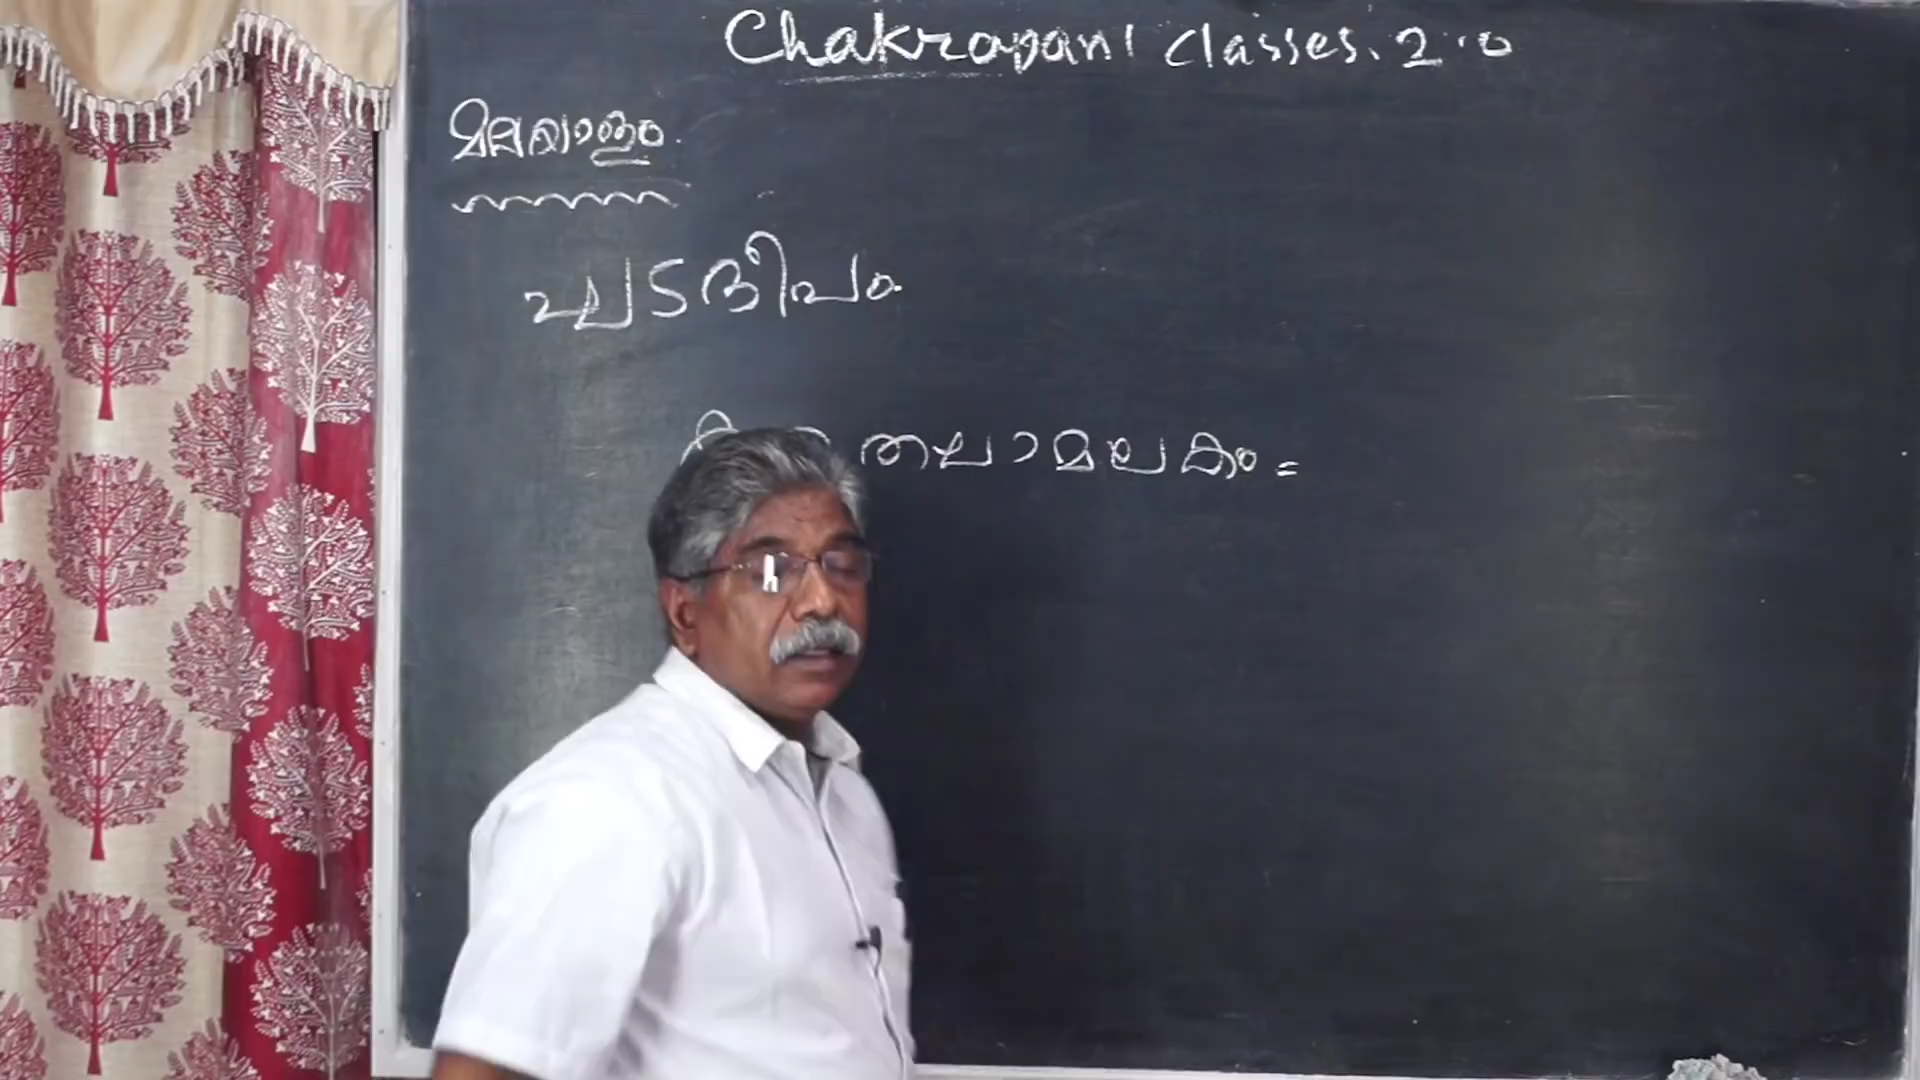 Chakrapani classes. 2.0
മലയാളം.
ഘടദീപം
തലാമലകം =